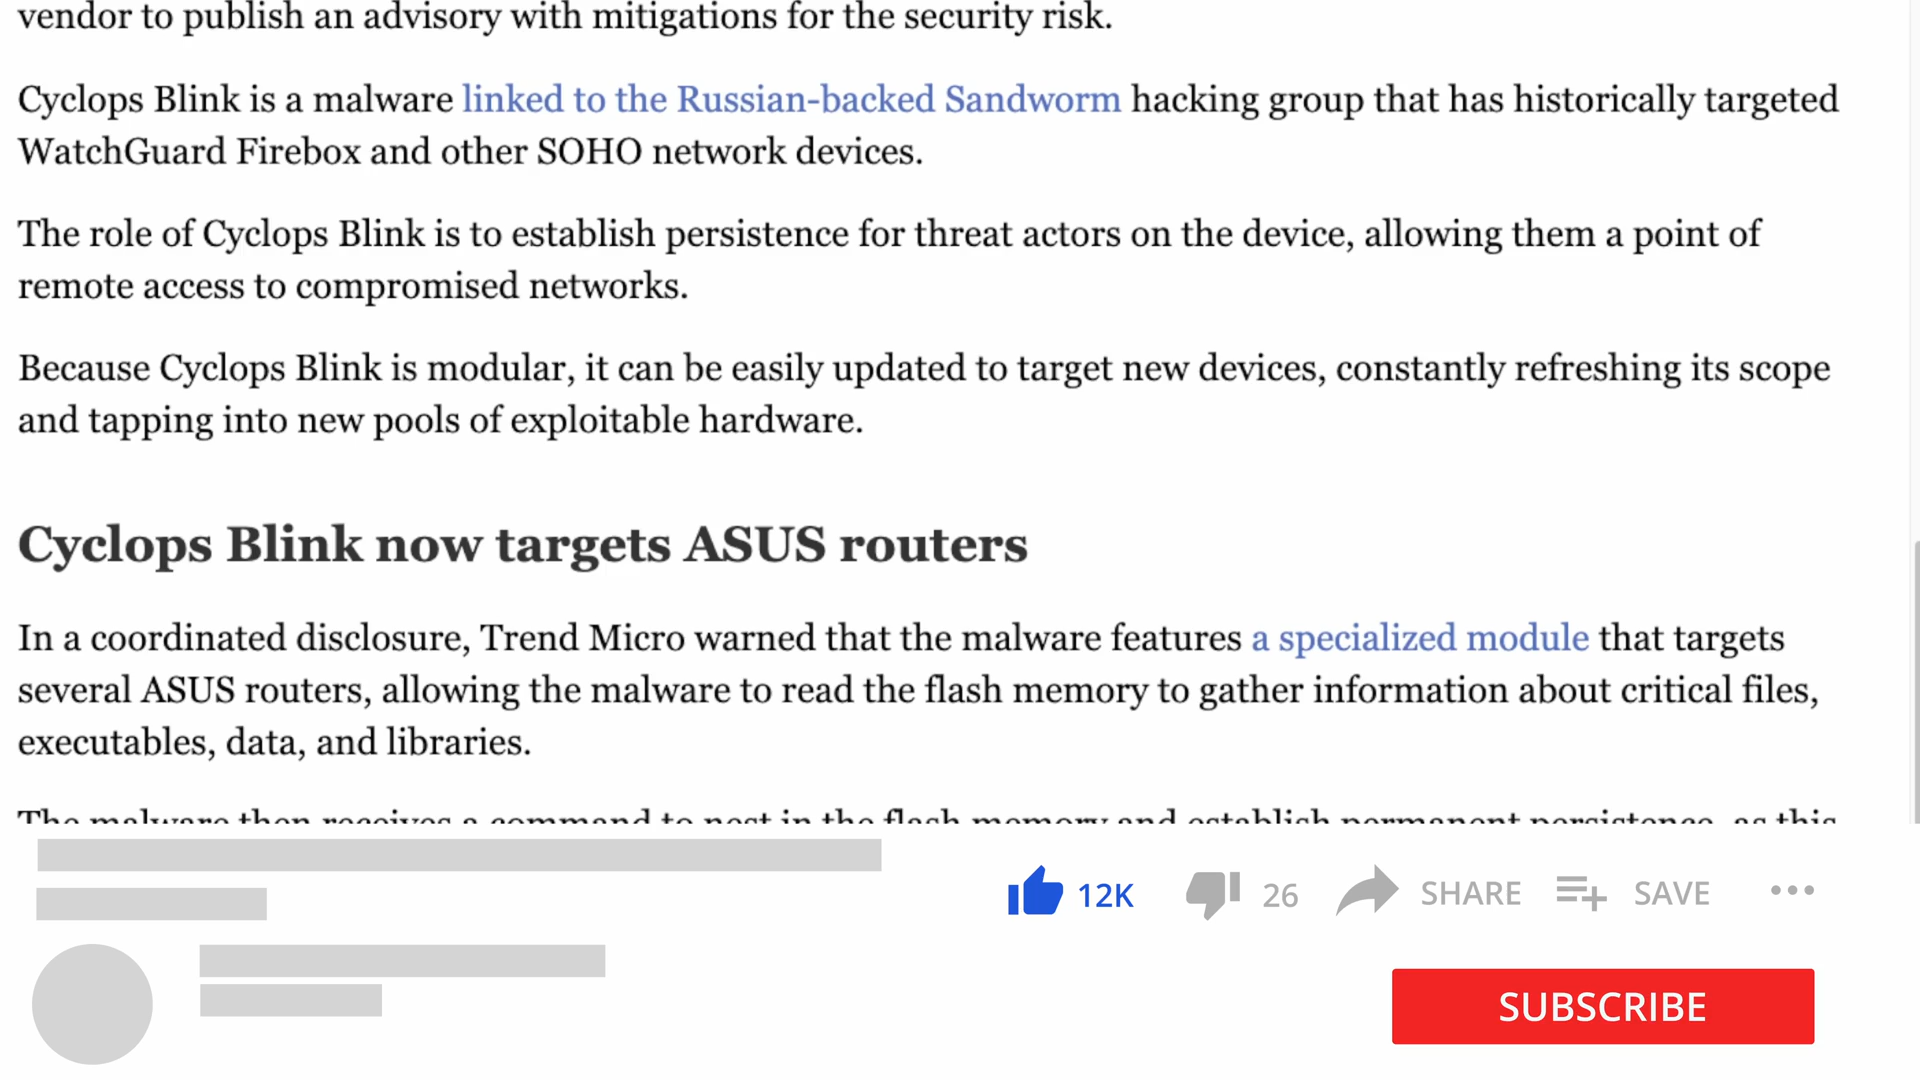 vendor to publish an advisory with mitigations for the security risk.
Cyclops Blink is a malware linked to the Russian-backed Sandworm hacking group that has historically targeted
WatchGuard Firebox and other SOHO network devices.
The role of Cyclops Blink is to establish persistence for threat actors on the device, allowing them a point of
remote access to compromised networks.
Because Cyclops Blink is modular, it can be easily updated to target new devices, constantly refreshing its scope
and tapping into new pools of exploitable hardware.
Cyclops Blink now targets ASUS routers
In a coordinated disclosure, Trend Micro warned that the malware features a specialized module that targets
several ASUS routers, allowing the malware to read the flash memory to gather information about critical files,
executables, data, and libraries.
The malware then receives a command to nest in the flash memory and establish permanent persistence, as this
12K
26
SHARE
SAVE
SUBSCRIBE